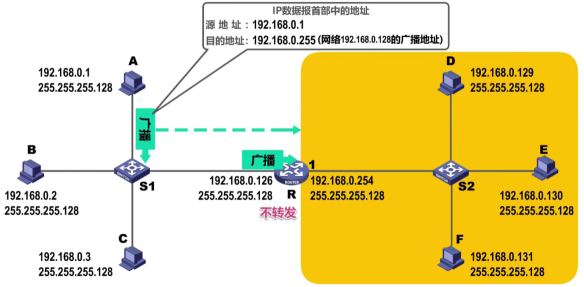 IP数据报首部中的地址
源 地 址 : 192.168.0.1
目的地址: 192.168.0.255 (网络192.168.0.128的广播地址)
A
192.168.0.1
255.255.255.128
广播
D
192.168.0.129
255.255.255.128
B
192.168.0.2
255.255.255.128
S1
广播
1
192.168.0.126
255.255.255.128
ROUTER
R
不转发
192.168.0.254
255.255.255.128
S2
E
192.168.0.130
255.255.255.128
C
192.168.0.3
255.255.255.128
F
192.168.0.131
255.255.255.128